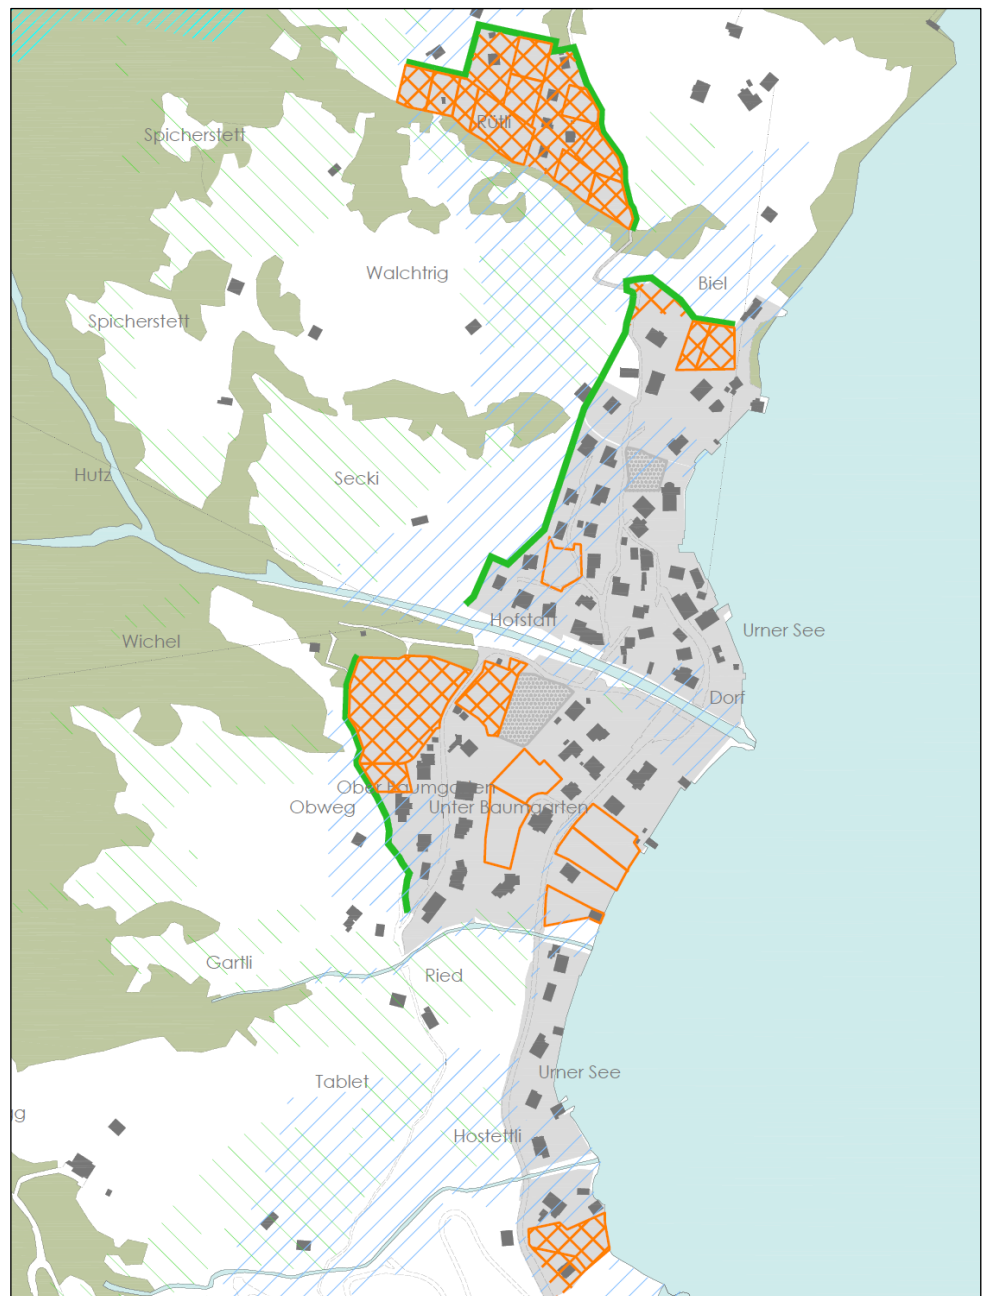 Rütli
Spicherstett
Walchtrig
Biel
Spicherstett
Hutz
Secki
Hofstatt
Urner See
Wichel
Dorf
Ober Baumgarten
Obweg
Unter Baumgarten
Gartli
Ried
Urner See
Tablet
gg
Hostettli